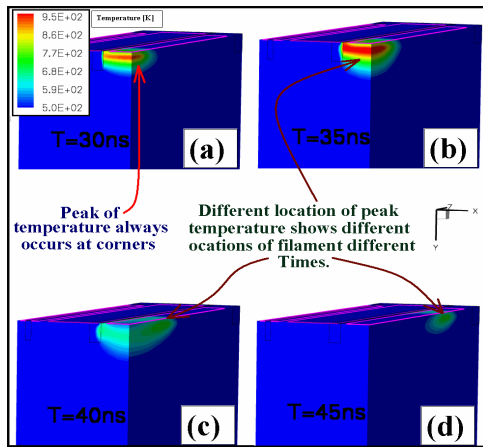 Temperature [K]
9.5E+02
8.6E+02
7.7E+02
6.8E+02
5.9E+02
5.0E+02
T=30ns
(a)
T=35ns
(b)
Peak of
temperature always
occurs at corners
Different location of peak
temperature shows different
ocations of filament different
Times.
Z
X
Y
T=40ns
(c)
T=45ns
(d)